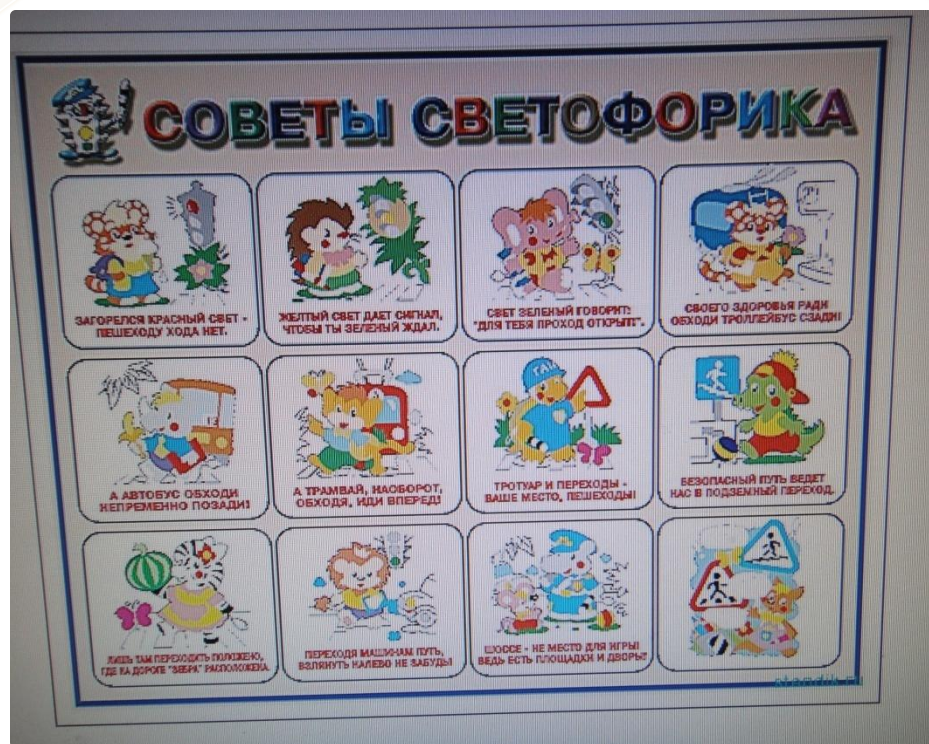 СОВЕТЫ СВЕТОФОРИКА
ЗАГОРЕЛСЯ КРАСНЫЙ СВЕТ -
ПЕШЕХОДУ ХОДА НЕТ.
ЖЕЛТЫЙ СВЕТ ДАЕТ СИГНАЛ,
ЧТОБЫ ТЫ ЗЕЛЕНЫЙ ЖДАЛ.
СВЕТ ЗЕЛЕНЫЙ ГОВОРИТ:
"ДЛЯ ТЕБЯ ПРОХОД ОТКРЫТ".
СВОЕГО ЗДОРОВЬЯ РАДИ
ОБХОДИ ТРОЛЛЕЙБУС СЗАДИ!
А АВТОБУС ОБХОДИ
НЕПРЕМЕННО ПОЗАДИ!
А ТРАМВАЙ, НАОБОРОТ,
ОБХОДЯ, ИДИ ВПЕРЕД!
ГАИ
ТРОТУАР И ПЕРЕХОДЫ -
ВАШЕ МЕСТО, ПЕШЕХОДЫ!
БЕЗОПАСНЫЙ ПУТЬ ВЕДЕТ
НАС В ПОДЗЕМНЫЙ ПЕРЕХОД.
ЛИШЬ ТАМ ПЕРЕХОДИТЬ ПОЛОЖЕНО,
ГДЕ НА ДОРОГЕ "ЗЕБРА" РАСПОЛОЖЕНА.
ПЕРЕХОДЯ МАШИНАМ ПУТЬ,
ВЗГЛЯНУТЬ НАЛЕВО НЕ ЗАБУДЬ!
ШОССЕ - НЕ МЕСТО ДЛЯ ИГРЫ!
ВЕДЬ ЕСТЬ ПЛОЩАДКИ И ДВОРЫ!
stendik.ru